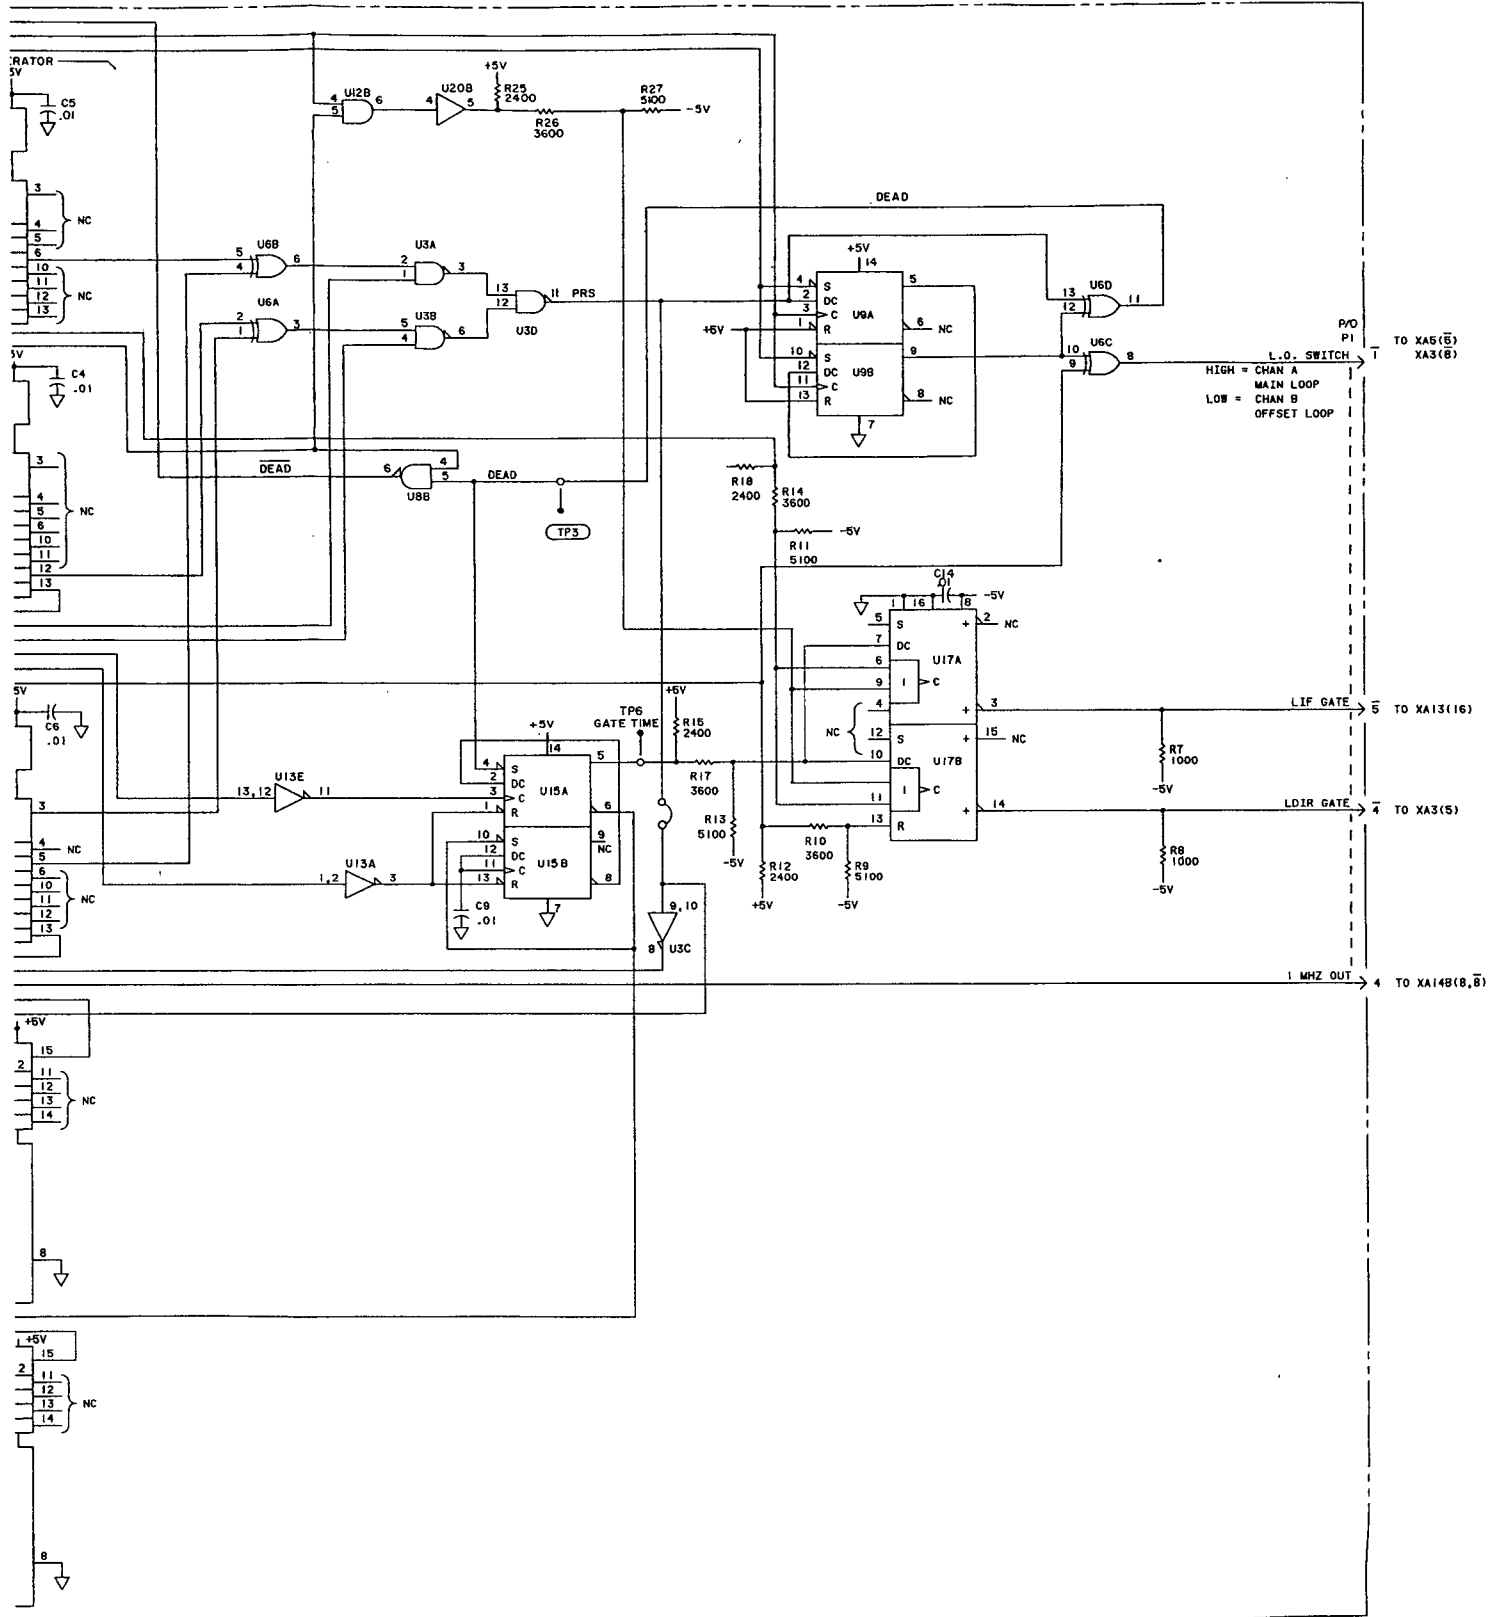 ERATOR
5V
C5
.01
3
4
5
6
10
11
12
13
NC
+5V
R25
2400
U12B
4
5
6
U20B
4
5
R26
3600
R27
5100
-5V
DEAD
U6B
5
4
6
U3A
2
1
3
U6A
2
1
3
U3B
5
4
6
13
12
11
PRS
U3D
+5V
14
4
S
2
DC
3
C
1
R
U9A
5
6
NC
+5V
10
S
12
DC
11
C
13
R
U9B
9
8
NC
7
U6D
13
12
11
U6C
10
9
8
P/O
P1
L.O. SWITCH
1
TO XA5(5)
XA3(8)
HIGH = CHAN A
MAIN LOOP
LOW = CHAN B
OFFSET LOOP
5V
C4
.01
3
4
5
6
10
11
12
13
NC
DEAD
6
4
5
U8B
DEAD
TP3
R18
2400
R14
3600
R11
5100
-5V
C14
.01
-5V
1
16
8
5
S
7
DC
6
9
1
C
4
U17A
+
2
NC
+
3
LIF GATE
5
TO XA13(16)
NC
12
S
10
DC
1
C
11
13
R
U17B
+
15
NC
+
14
LDIR GATE
4
TO XA3(5)
R7
1000
-5V
R8
1000
-5V
5V
C6
.01
3
4
NC
5
6
10
11
12
13
NC
U13E
13,12
11
U13A
1,2
3
+5V
14
4
S
2
DC
3
C
1
R
U15A
5
6
10
S
12
DC
11
C
13
R
U15B
9
NC
8
7
C9
.01
TP6
GATE TIME
+5V
R15
2400
R17
3600
R13
5100
-5V
R12
2400
+5V
R10
3600
R9
5100
-5V
9,10
8
U3C
1 MHZ OUT
4
TO XA14B(8,8)
+5V
15
2
11
12
13
14
NC
8
+5V
15
2
11
12
13
14
NC
8